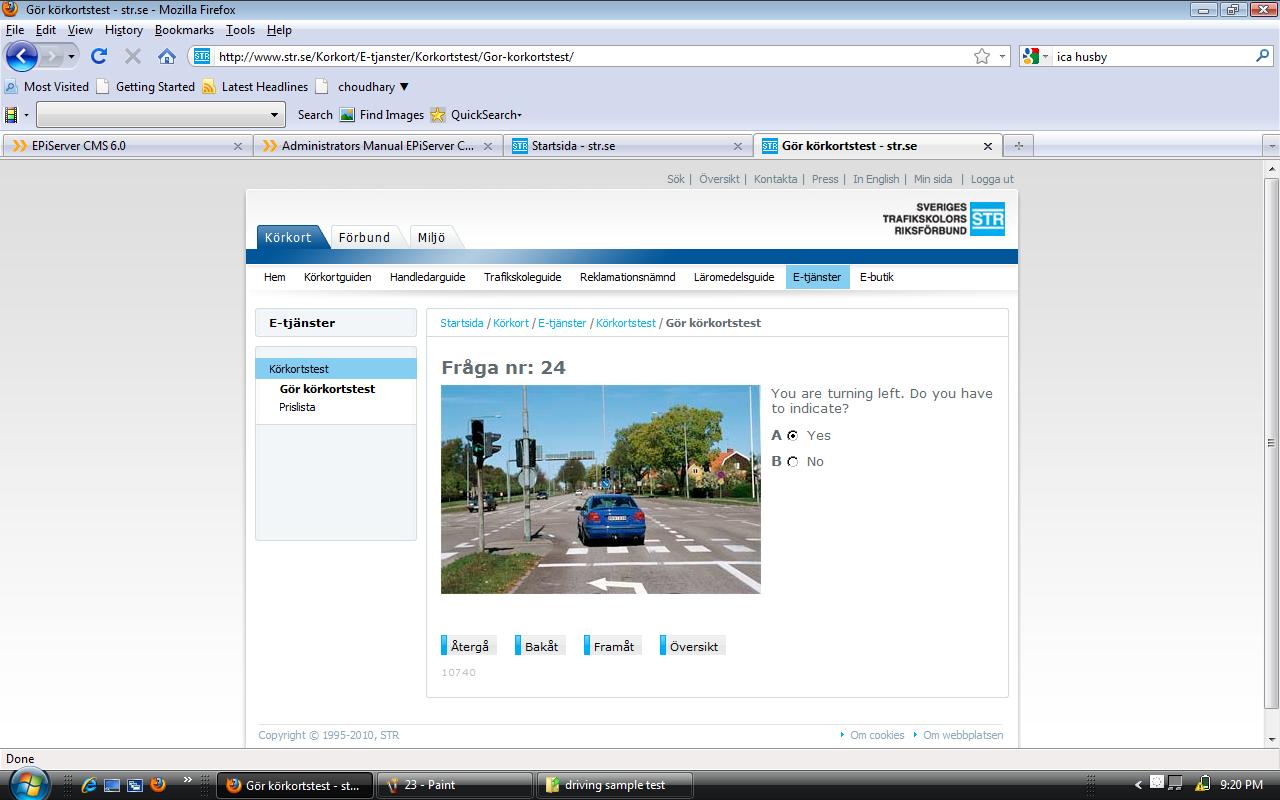 Gör körkortstest - str.se - Mozilla Firefox
File Edit View History Bookmarks Tools Help
STR http://www.str.se/Korkort/E-tjanster/Korkortstest/Gor-korkortstest/ ica husby
Most Visited Getting Started Latest Headlines choudhary ▼
Search Find Images QuickSearch
EPiServer CMS 6.0 Administrators Manual EPiServer C... STR Startsida - str.se STR Gör körkortstest - str.se
Sök | Översikt | Kontakta | Press | In English | Min sida | Logga ut
SVERIGES
TRAFIKSKOLORS STR
RIKSFÖRBUND
Körkort Förbund Miljö
Hem Körkortguiden Handledarguide Trafikskoleguide Reklamationsnämnd Läromedelsguide E-tjänster E-butik
E-tjänster
Körkortstest
Gör körkortstest
Prislista
Startsida / Körkort / E-tjänster / Körkortstest / Gör körkortstest
Fråga nr: 24
You are turning left. Do you have
to indicate?
A Yes
B No
Återgå Bakåt Framåt Översikt
10740
Copyright © 1995-2010, STR Om cookies Om webbplatsen
Done
Gör körkortstest - st... 23 - Paint driving sample test 9:20 PM